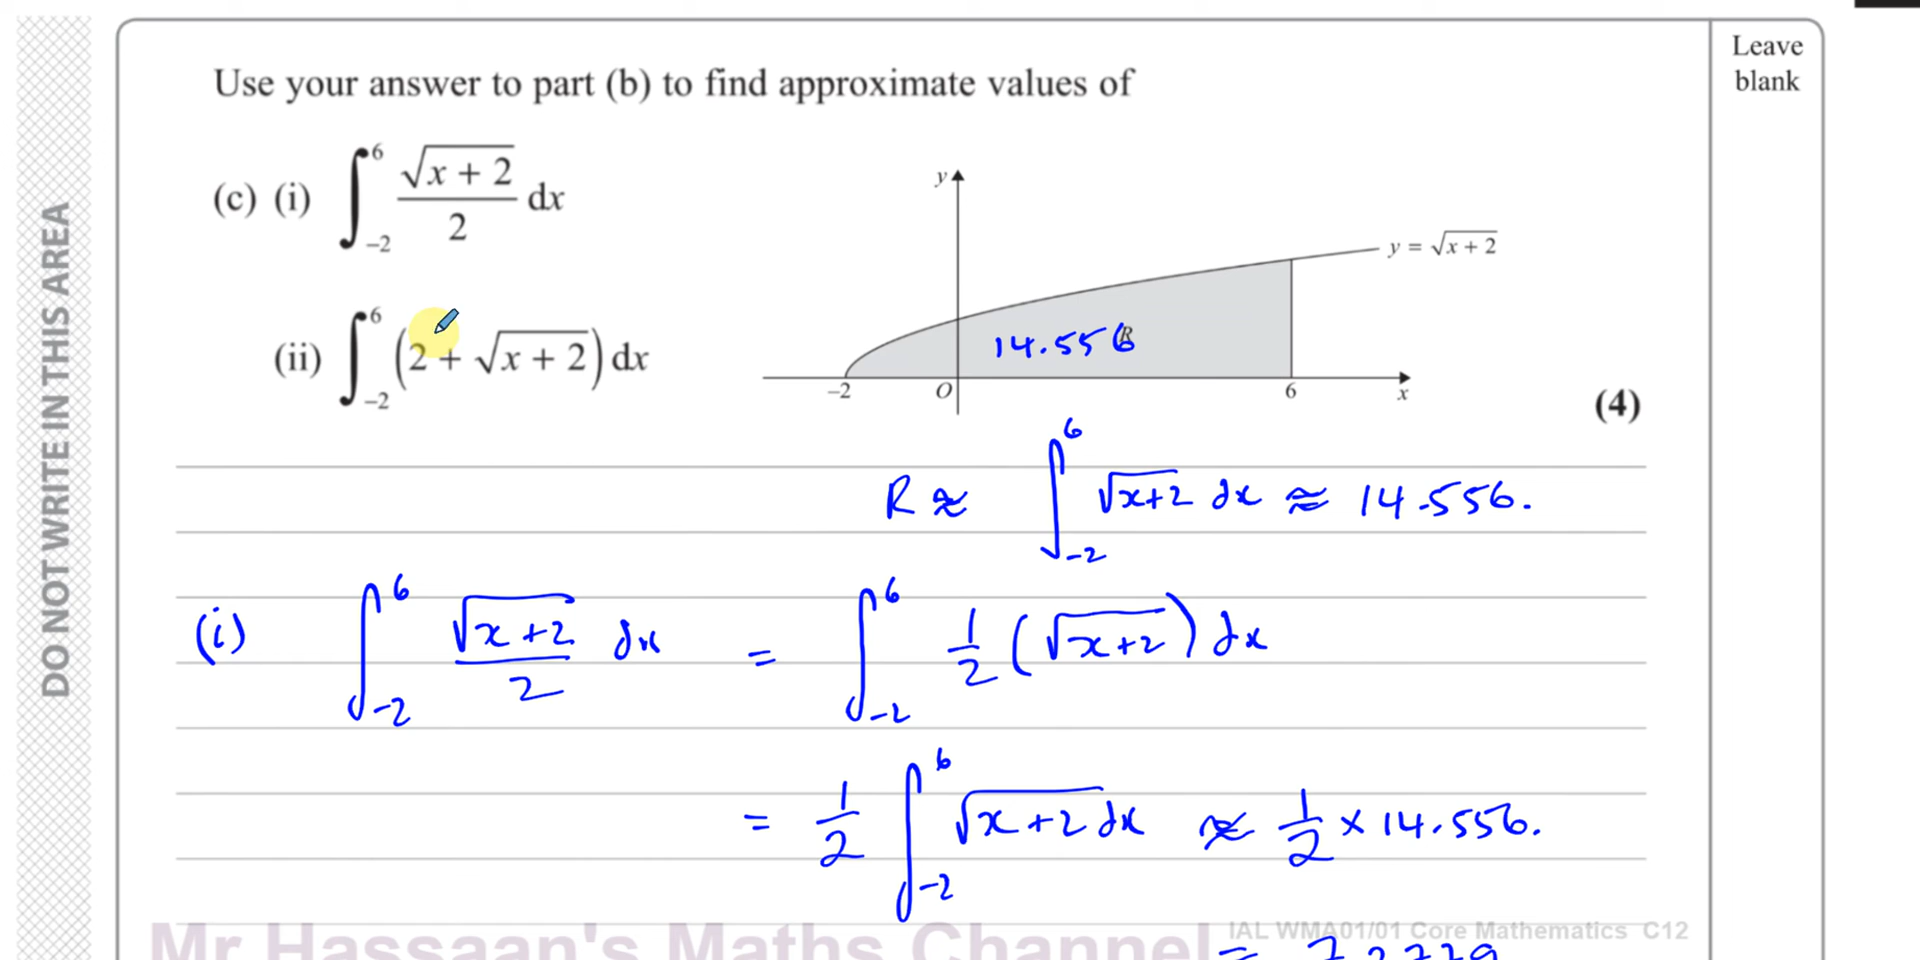 Leave
blank
DO NOT WRITE IN THIS AREA
Use your answer to part (b) to find approximate values of
(c) (i) ∫_{-2}^{6} √(x + 2)/2 dx
(ii) ∫_{-2}^{6} (2 + √(x + 2)) dx
y
y = √(x + 2)
14.556
R
-2 O 6 x
(4)
R ≈ ∫_{-2}^{6} √(x+2) dx ≈ 14.556.
(i) ∫_{-2}^{6} √(x+2)/2 dx = ∫_{-2}^{6} 1/2 (√(x+2)) dx
= 1/2 ∫_{-2}^{6} √(x+2) dx ≈ 1/2 × 14.556.
Mr Hassaan's Maths Channel
IAL WMA01/01 Core Mathematics C12